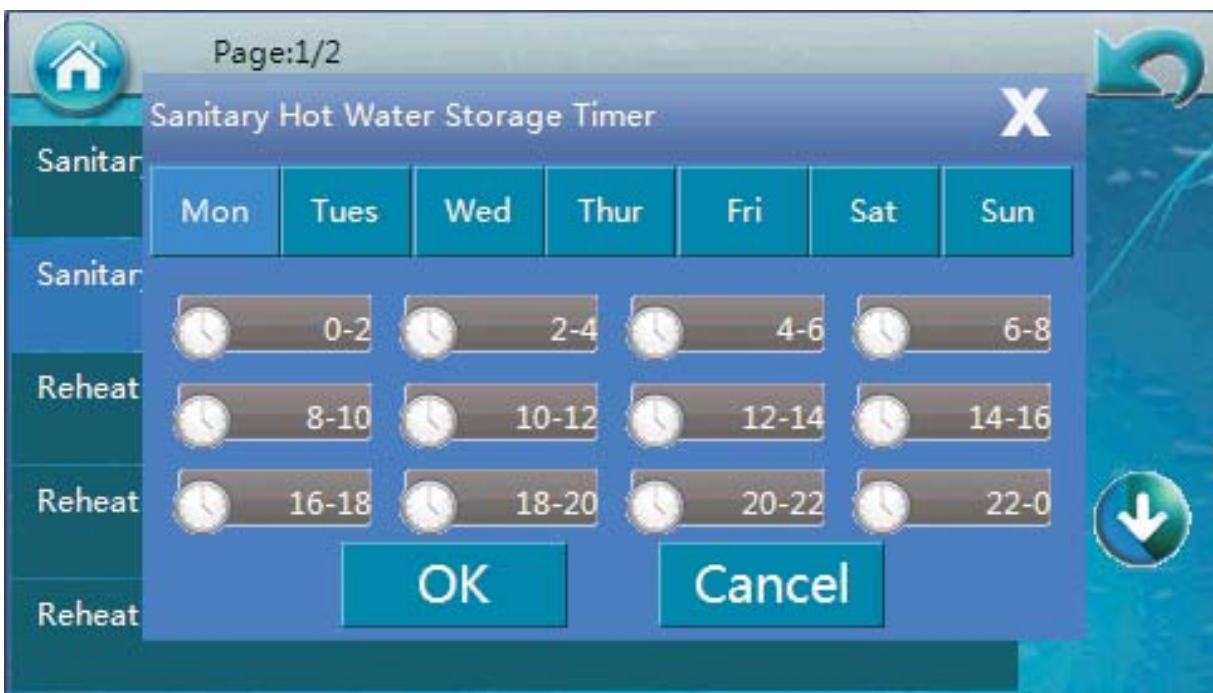 Page:1/2
Sanitary Hot Water Storage Timer X
Sanitar
Mon Tues Wed Thur Fri Sat Sun
Sanitar
0-2 2-4 4-6 6-8
Reheat
8-10 10-12 12-14 14-16
Reheat
16-18 18-20 20-22 22-0
OK Cancel
Reheat